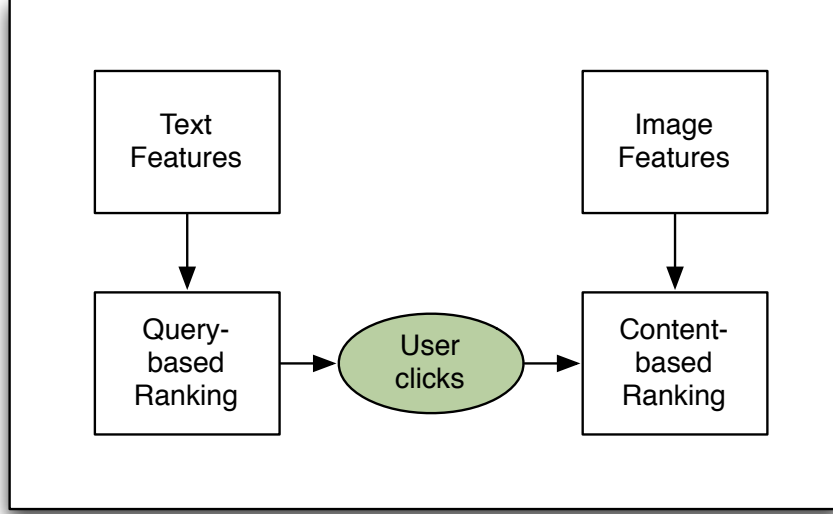 Text
Features
Image
Features
Query-
based
Ranking
User
clicks
Content-
based
Ranking